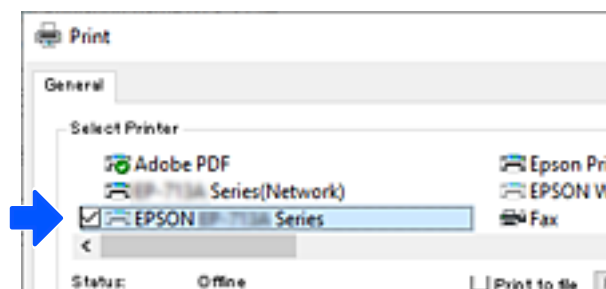 Print
General
Select Printer
Adobe PDF
Epson Pri
Series(Network)
EPSON W
EPSON Series
Fax
Status: Offline
Print to file